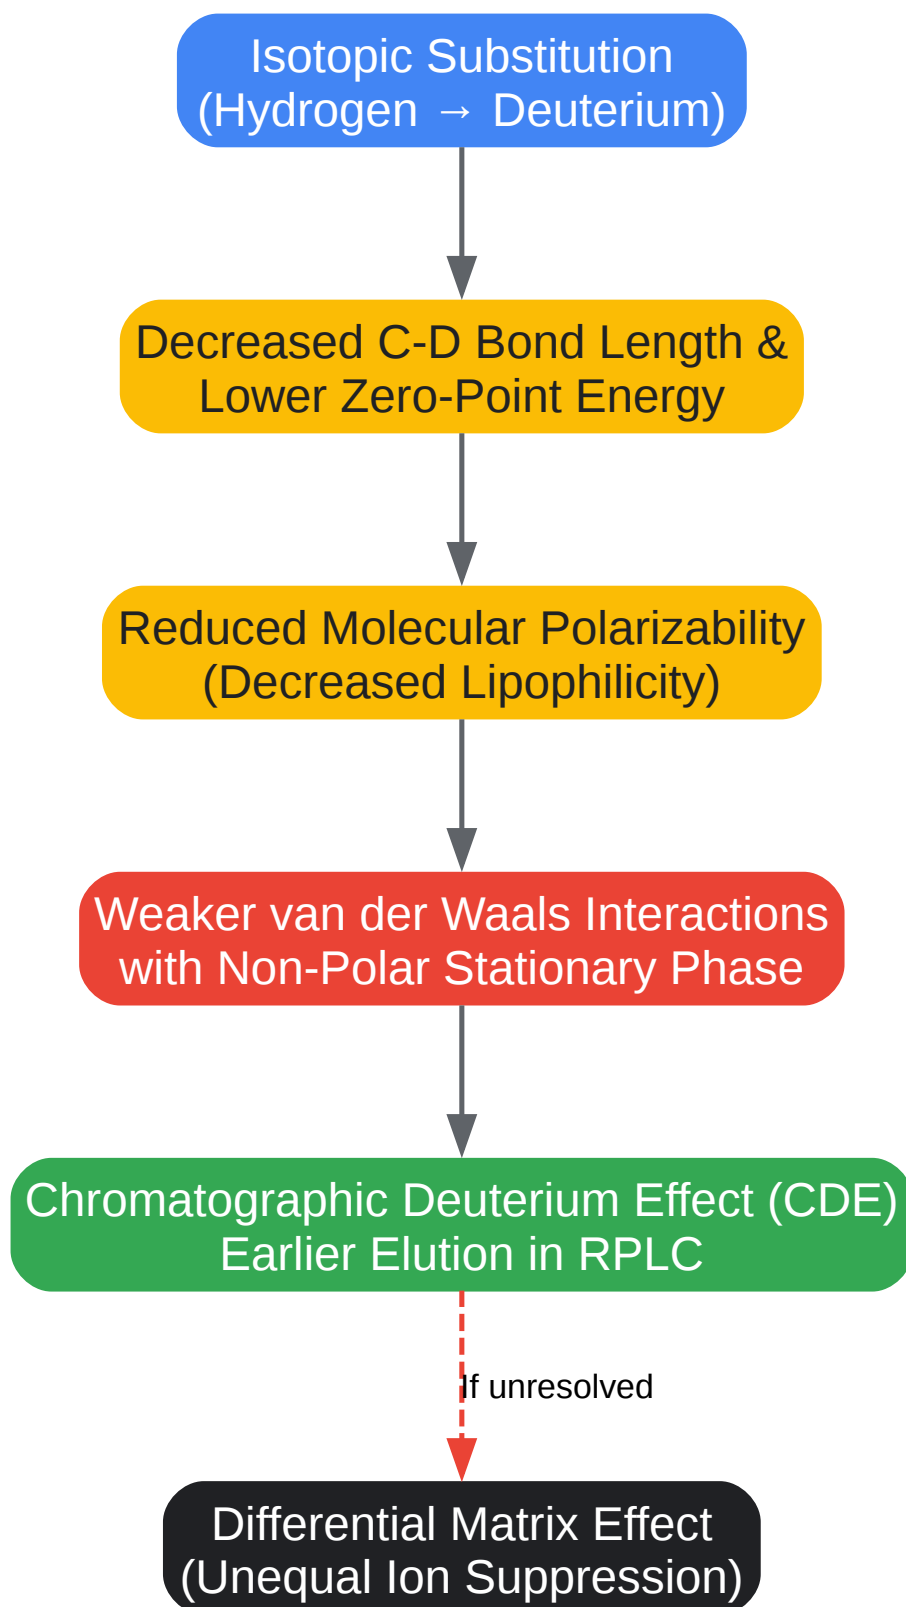 Isotopic Substitution
(Hydrogen → Deuterium)
Decreased C-D Bond Length &
Lower Zero-Point Energy
Reduced Molecular Polarizability
(Decreased Lipophilicity)
Weaker van der Waals Interactions
with Non-Polar Stationary Phase
Chromatographic Deuterium Effect (CDE)
Earlier Elution in RPLC
If unresolved
Differential Matrix Effect
(Unequal Ion Suppression)